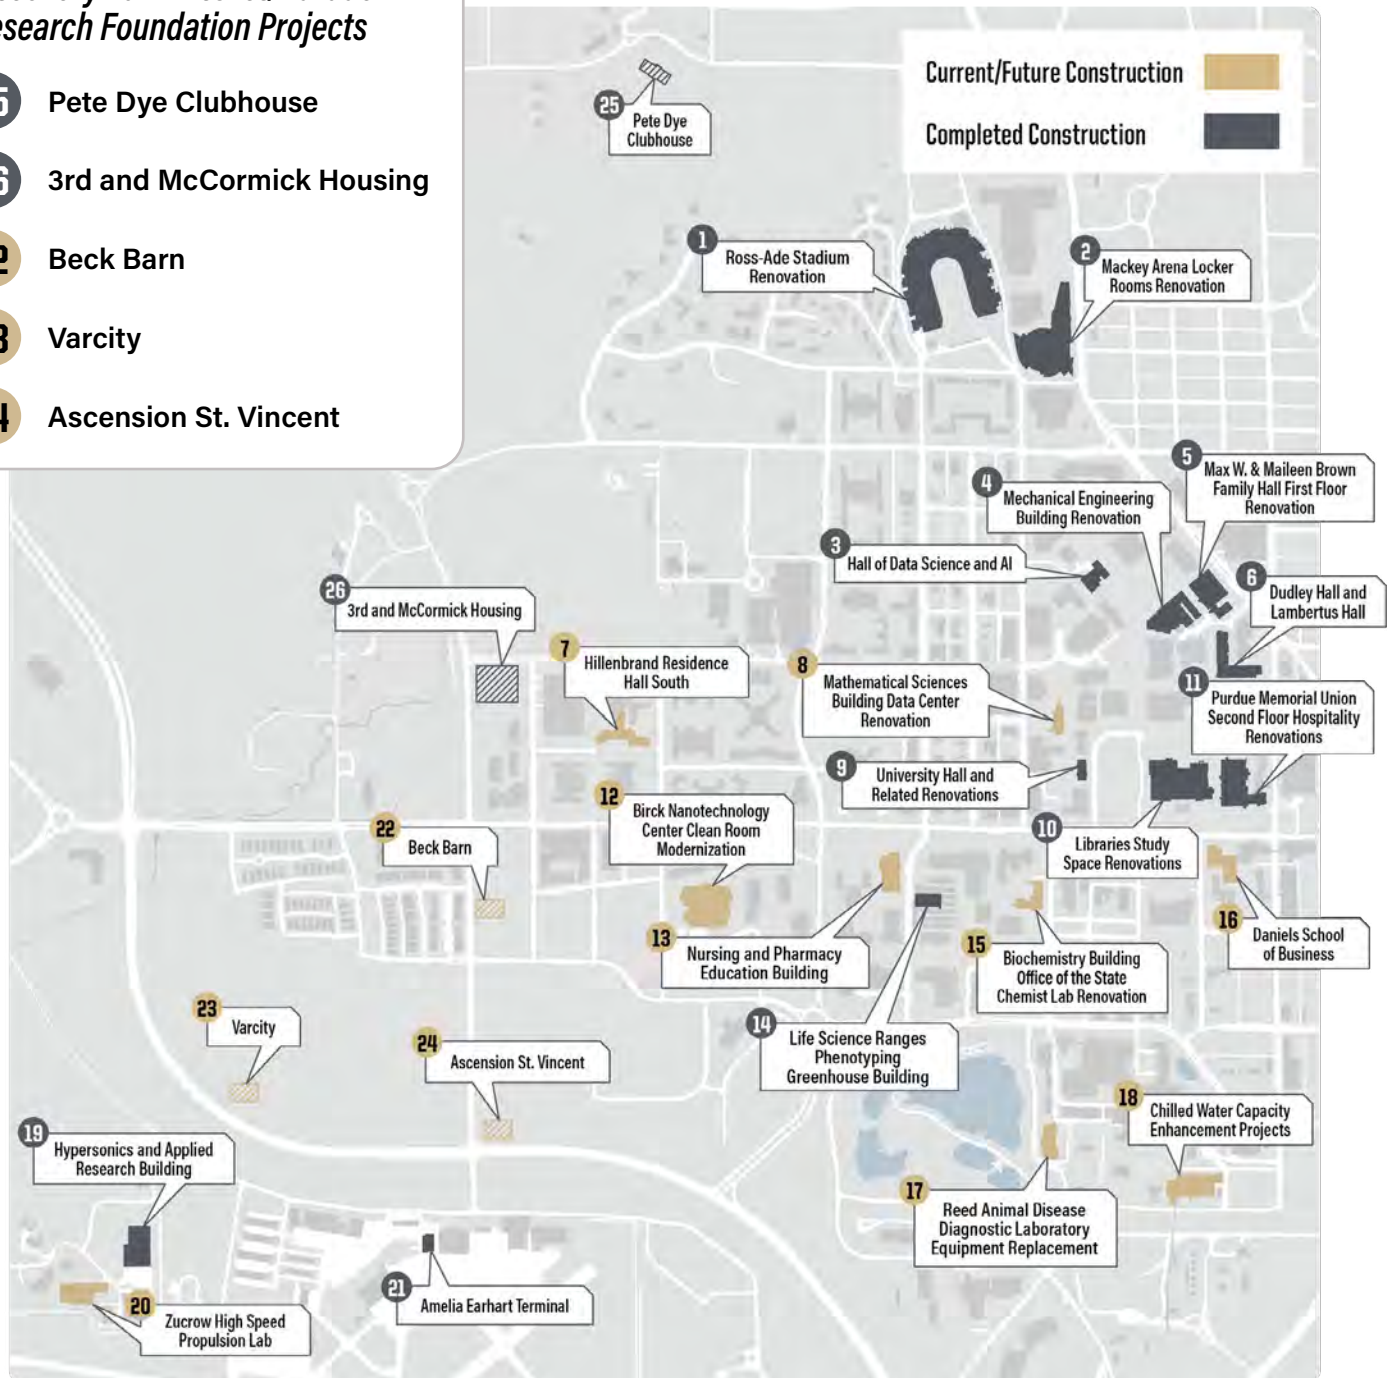 Research Foundation Projects
Pete Dye Clubhouse
3rd and McCormick Housing
Beck Barn
Varcity
Ascension St. Vincent
Current/Future Construction
Completed Construction
25
Pete Dye
Clubhouse
1
Ross-Ade Stadium
Renovation
2
Mackey Arena Locker
Rooms Renovation
5
Max W. & Maileen Brown
Family Hall First Floor
Renovation
4
Mechanical Engineering
Building Renovation
3
Hall of Data Science and AI
6
Dudley Hall and
Lambertus Hall
26
3rd and McCormick Housing
7
Hillenbrand Residence
Hall South
8
Mathematical Sciences
Building Data Center
Renovation
11
Purdue Memorial Union
Second Floor Hospitality
Renovations
9
University Hall and
Related Renovations
12
Birck Nanotechnology
Center Clean Room
Modernization
10
Libraries Study
Space Renovations
22
Beck Barn
13
Nursing and Pharmacy
Education Building
15
Biochemistry Building
Office of the State
Chemist Lab Renovation
16
Daniels School
of Business
23
Varcity
24
Ascension St. Vincent
14
Life Science Ranges
Phenotyping
Greenhouse Building
18
Chilled Water Capacity
Enhancement Projects
19
Hypersonics and Applied
Research Building
17
Reed Animal Disease
Diagnostic Laboratory
Equipment Replacement
20
Zucrow High Speed
Propulsion Lab
21
Amelia Earhart Terminal